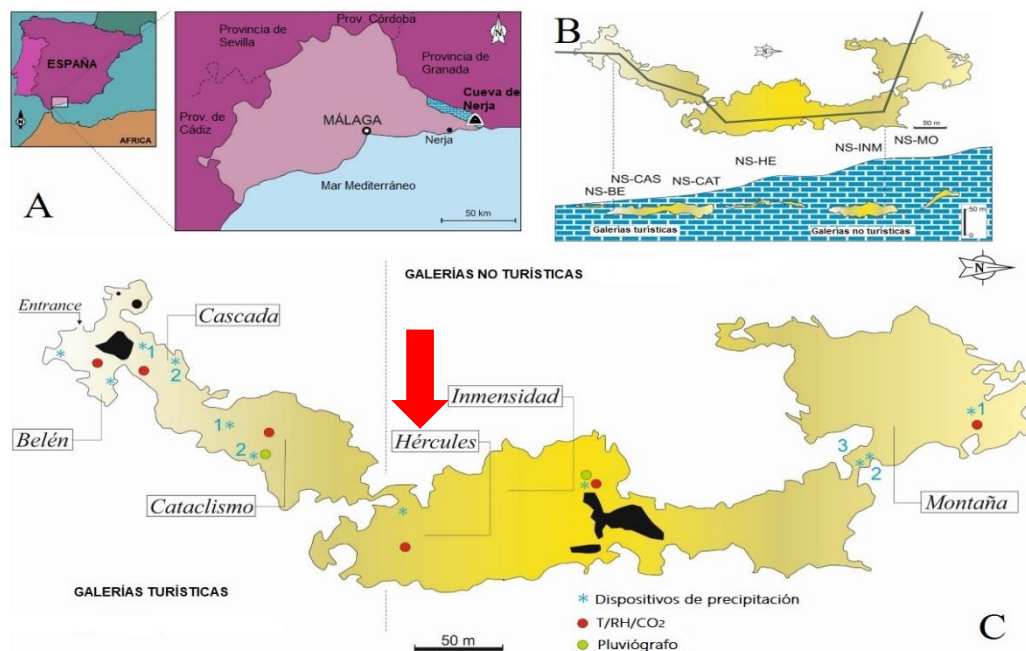 Prov. Córdoba
Provincia de
Sevilla
N
Provincia de
Granada
ESPAÑA
Cueva de
Nerja
Prov. de
Cádiz
MÁLAGA
Nerja
N
AFRICA
Mar Mediterráneo
50 km
A
B
N
50 m
NS-BE
NS-CAS
NS-CAT
NS-HE
NS-INM
NS-MO
50 m
0
Galerías turísticas
Galerías no turísticas
GALERÍAS NO TURÍSTICAS
N
Entrance
Cascada
1
2
Inmensidad
Belén
Hércules
1
2
1
3
2
Cataclismo
Montaña
GALERÍAS TURÍSTICAS
Dispositivos de precipitación
T/RH/CO2
Pluviógrafo
50 m
C